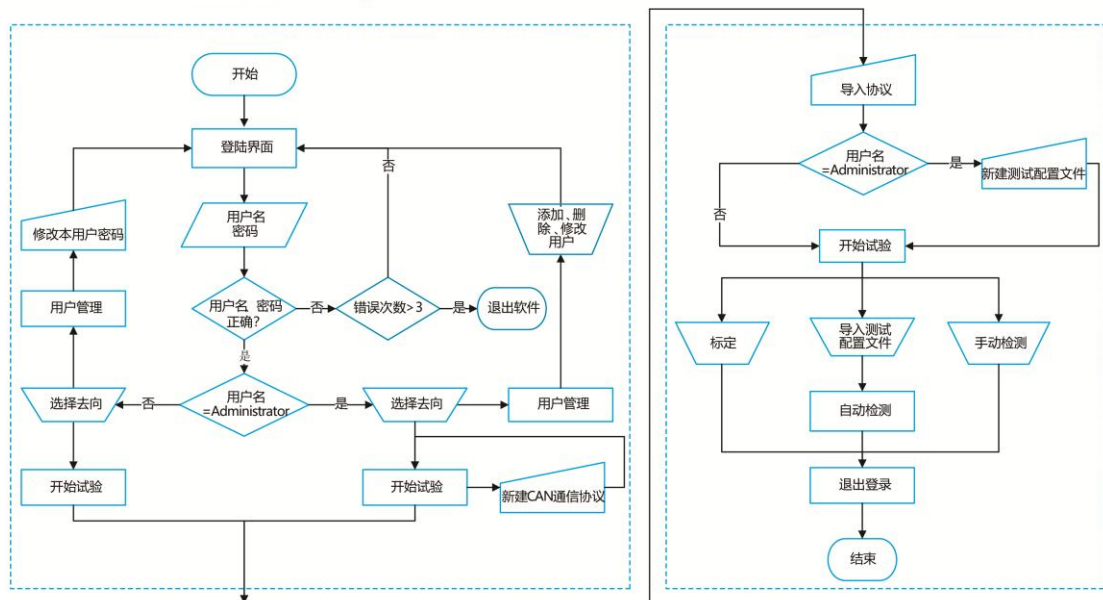 开始
登陆界面
否
用户名
密码
添加、删
除、修改
用户
修改本用户密码
用户管理
用户名、密码
正确?
否
错误次数>3
是
退出软件
是
选择去向
否
用户名
=Administrator
是
选择去向
用户管理
开始试验
开始试验
新建CAN通信协议
导入协议
用户名
=Administrator
是
新建测试配置文件
否
开始试验
标定
导入测试
配置文件
手动检测
自动检测
退出登录
结束